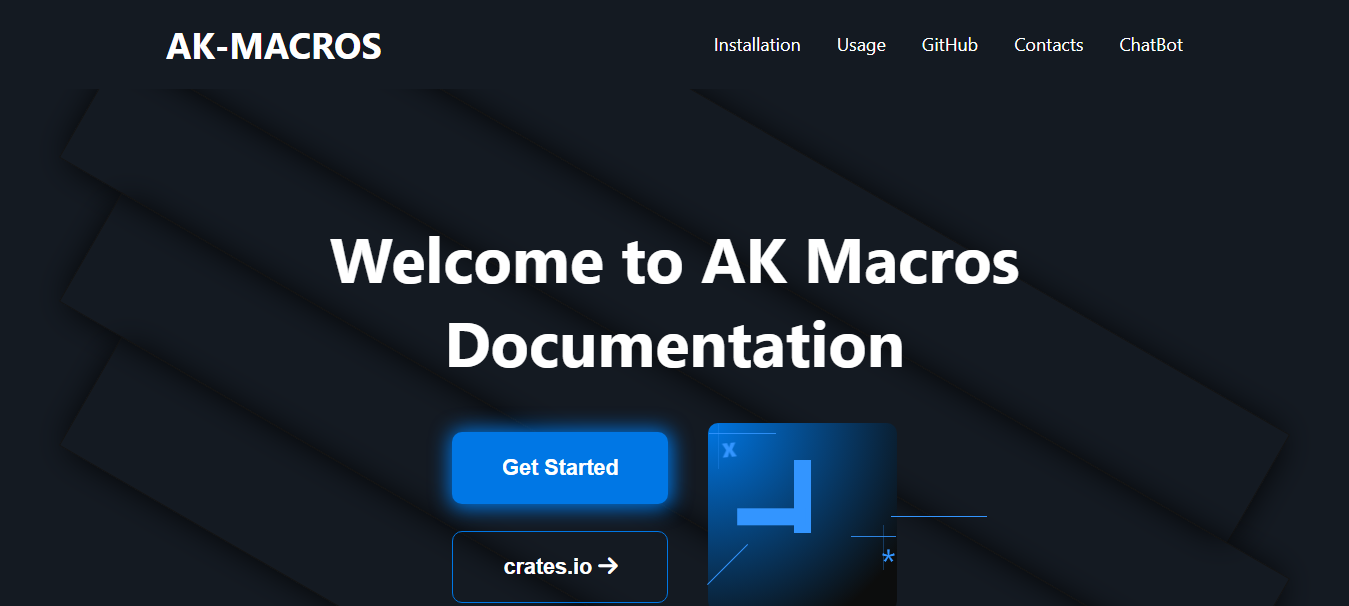 AK-MACROS
Installation Usage GitHub Contacts ChatBot
Welcome to AK Macros
Documentation
Get Started
x
*
crates.io →